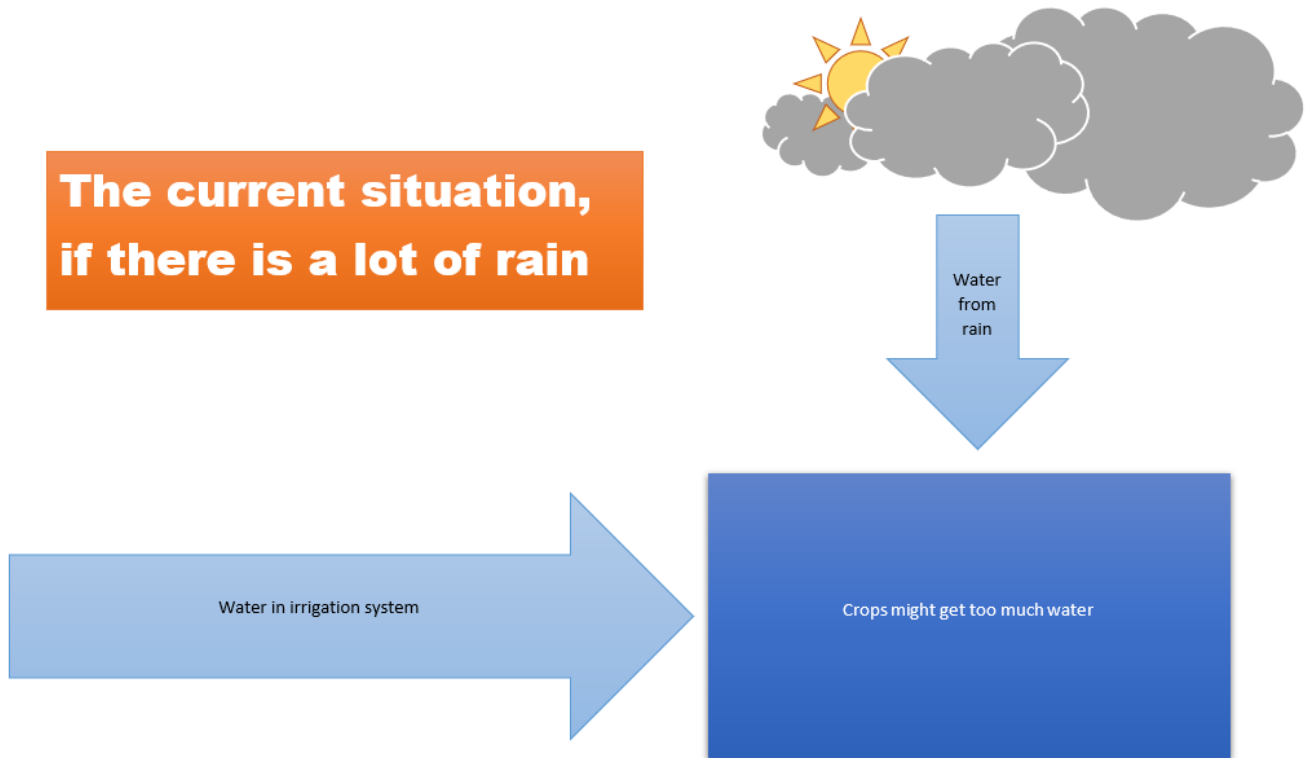 The current situation,
if there is a lot of rain
Water
from
rain
Water in irrigation system
Crops might get too much water